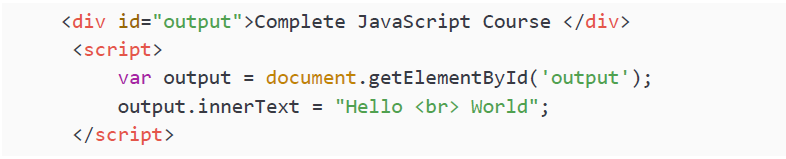 <div id="output">Complete JavaScript Course </div>
<script>
var output = document.getElementById('output');
output.innerText = "Hello <br> World";
</script>